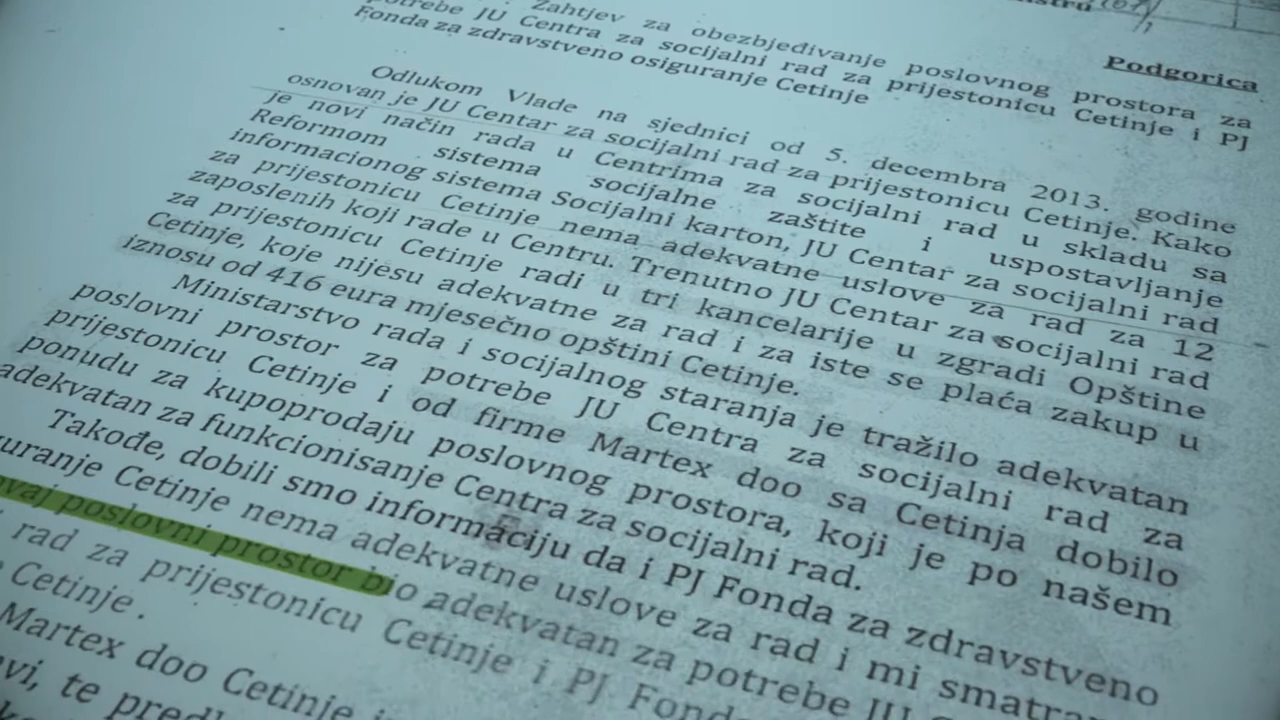 Podgorica
Zahtjev za obezbjeđivanje poslovnog prostora za
potrebe JU Centra za socijalni rad za prijestonicu Cetinje i PJ
Fonda za zdravstveno osiguranje Cetinje
Odlukom Vlade na sjednici od 5. decembra 2013. godine
osnovan je JU Centar za socijalni rad za prijestonicu Cetinje. Kako
je novi način rada u Centrima za socijalni rad u skladu sa
Reformom sistema socijalne zaštite i uspostavljanje
informacionog sistema Socijalni karton, JU Centar za socijalni rad
za prijestonicu Cetinje nema adekvatne uslove za rad za 12
zaposlenih koji rade u Centru. Trenutno JU Centar za socijalni rad
za prijestonicu Cetinje radi u tri kancelarije u zgradi Opštine
Cetinje, koje nijesu adekvatne za rad i za iste se plaća zakup u
iznosu od 416 eura mjesečno opštini Cetinje.
Ministarstvo rada i socijalnog staranja je tražilo adekvatan
poslovni prostor za potrebe JU Centra za socijalni rad za
prijestonicu Cetinje i od firme Martex doo sa Cetinja dobilo
ponudu za kupoprodaju poslovnog prostora, koji je po našem
adekvatan za funkcionisanje Centra za socijalni rad.
Takođe, dobili smo informaciju da i PJ Fonda za zdravstveno
uranje Cetinje nema adekvatne uslove za rad i mi smatra
ovaj poslovni prostor bio adekvatan za potrebe JU
rad za prijestonicu Cetinje i PJ Fond
Cetinje.
Martex doo Cetinje
vi, te